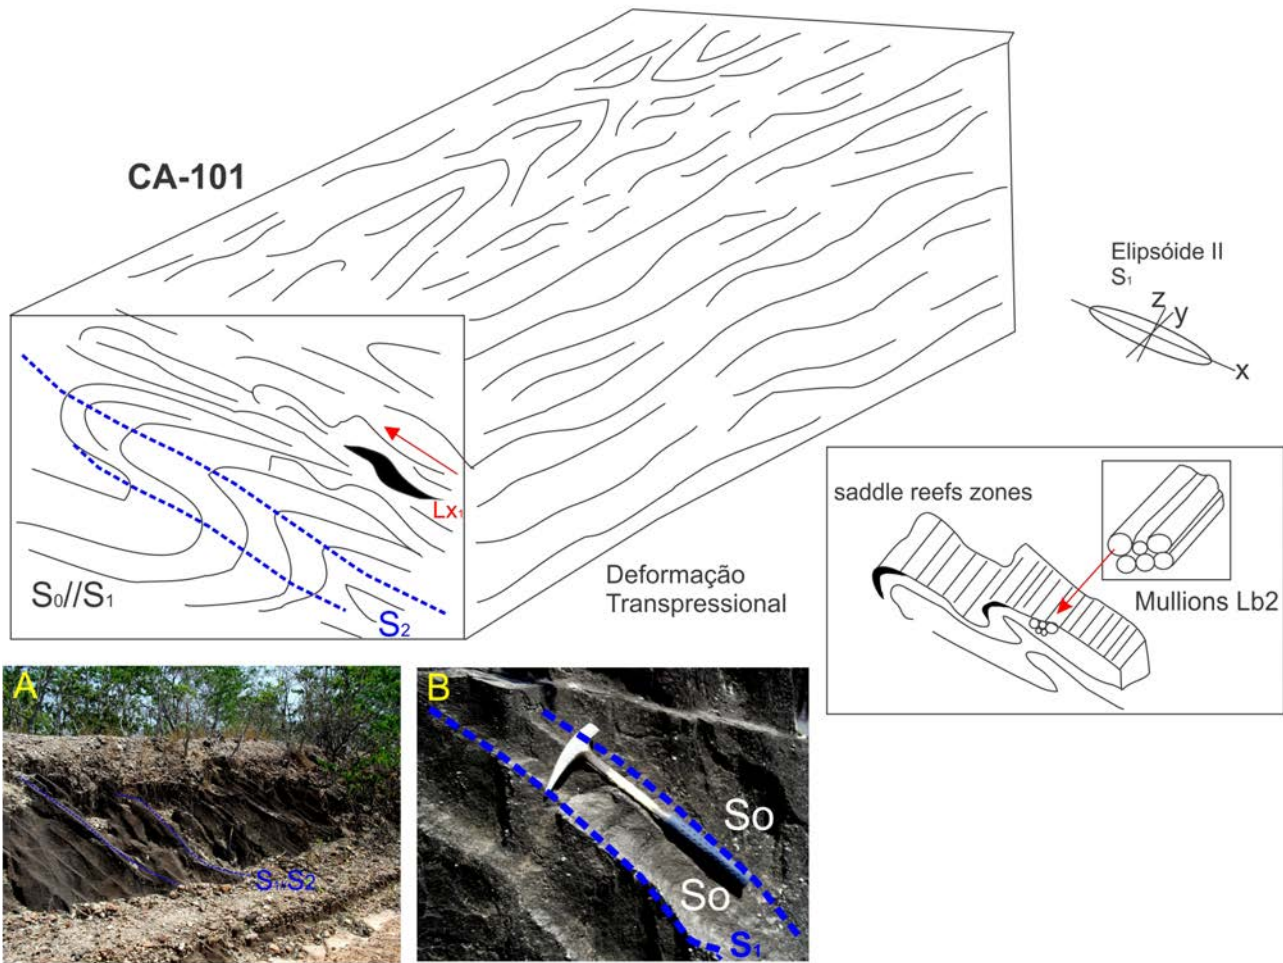 CA-101
Elipsóide II
S₁
z
y
x
Lx₁
S₀//S₁
S₂
Deformação
Transpressional
saddle reefs zones
Mullions Lb2
A
S₁//S2
B
So
So
S₁